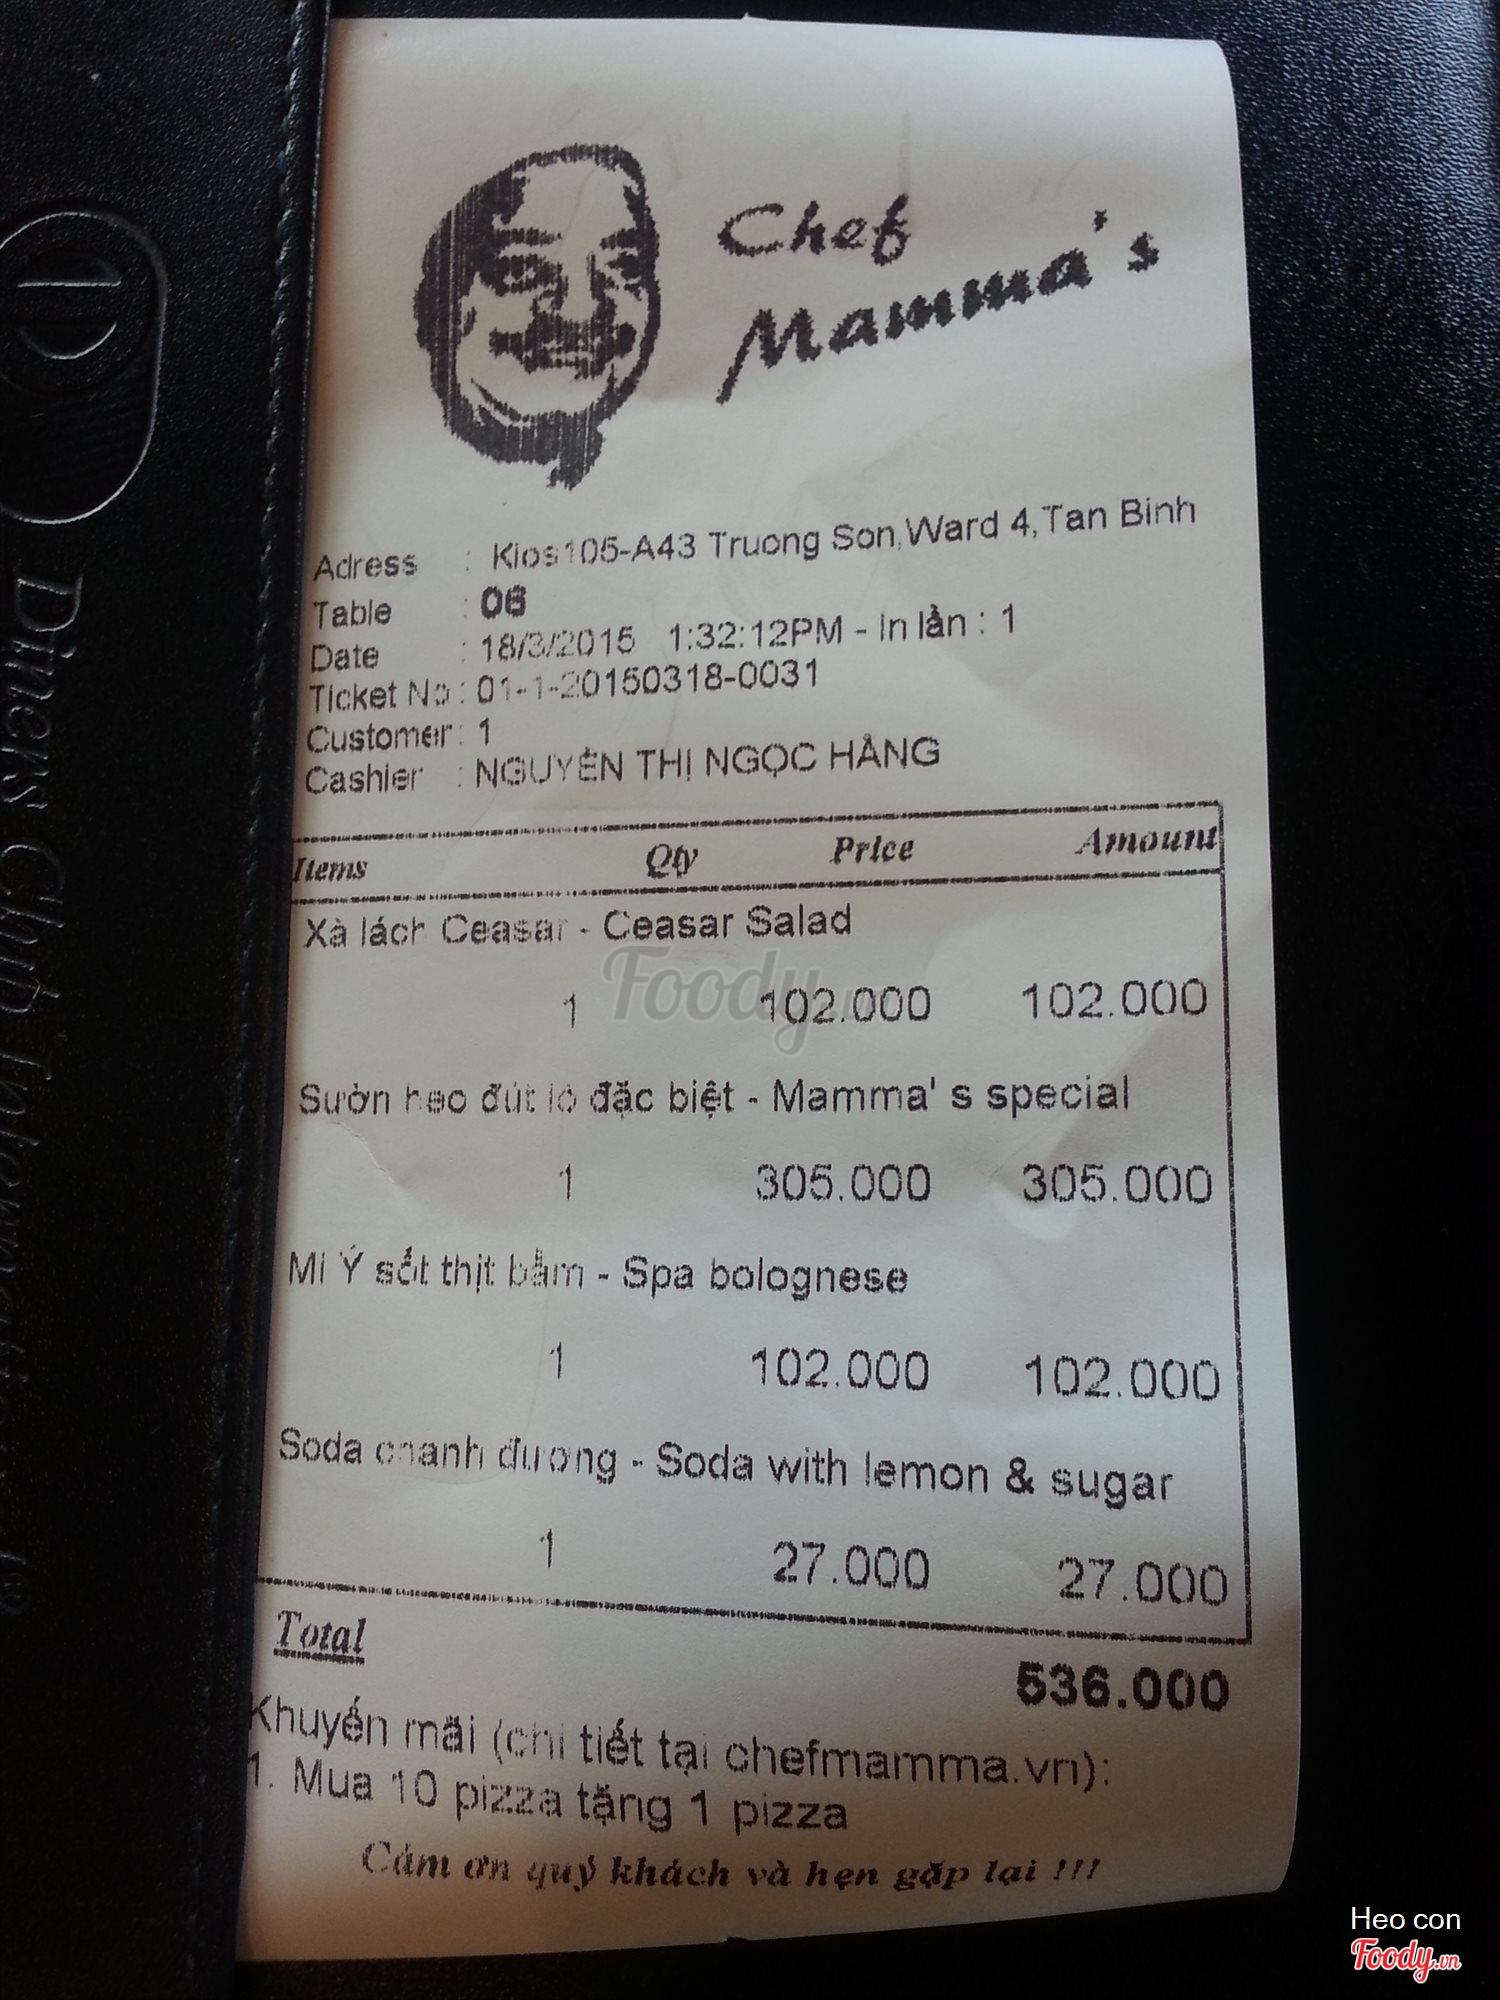 Chef
Mamma's
Adress : Kios105-A43 Truong Son,Ward 4,Tan Binh
Table : 06
Date : 18/3/2015 1:32:12PM - In lần : 1
Ticket No : 01-1-20150318-0031
Customer : 1
Cashier : NGUYỄN THỊ NGỌC HẰNG
Items Qty Price Amount
Xà lách Ceasar - Ceasar Salad
1 102.000 102.000
Sườn heo đút lò đặc biệt - Mamma' s special
1 305.000 305.000
Mì Ý sốt thịt bằm - Spa bolognese
1 102.000 102.000
Soda chanh đường - Soda with lemon & sugar
1 27.000 27.000
Total
536.000
Khuyến mãi (chi tiết tại chefmamma.vn):
1. Mua 10 pizza tặng 1 pizza
Cám ơn quý khách và hẹn gặp lại !!!
Diners Club International®
Foody.vn
Heo con
Foody.vn